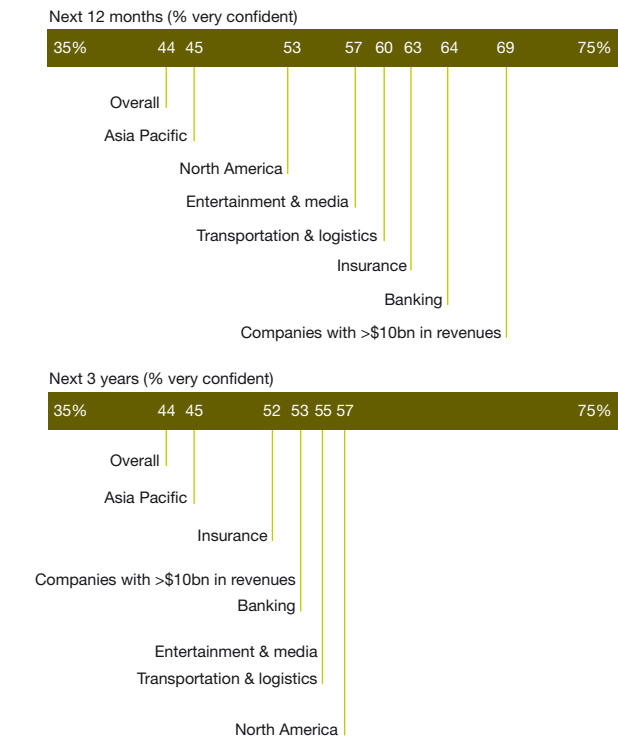 Next 12 months (% very confident)
35% 44 45 53 57 60 63 64 69 75%
Overall
Asia Pacific
North America
Entertainment & media
Transportation & logistics
Insurance
Banking
Companies with >$10bn in revenues
Next 3 years (% very confident)
35% 44 45 52 53 55 57 75%
Overall
Asia Pacific
Insurance
Companies with >$10bn in revenues
Banking
Entertainment & media
Transportation & logistics
North America